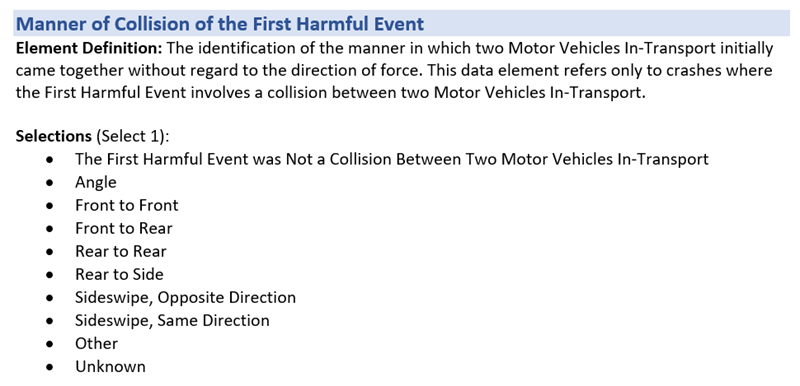 Manner of Collision of the First Harmful Event
Element Definition: The identification of the manner in which two Motor Vehicles In-Transport initially
came together without regard to the direction of force. This data element refers only to crashes where
the First Harmful Event involves a collision between two Motor Vehicles In-Transport.
Selections (Select 1):
• The First Harmful Event was Not a Collision Between Two Motor Vehicles In-Transport
• Angle
• Front to Front
• Front to Rear
• Rear to Rear
• Rear to Side
• Sideswipe, Opposite Direction
• Sideswipe, Same Direction
• Other
• Unknown